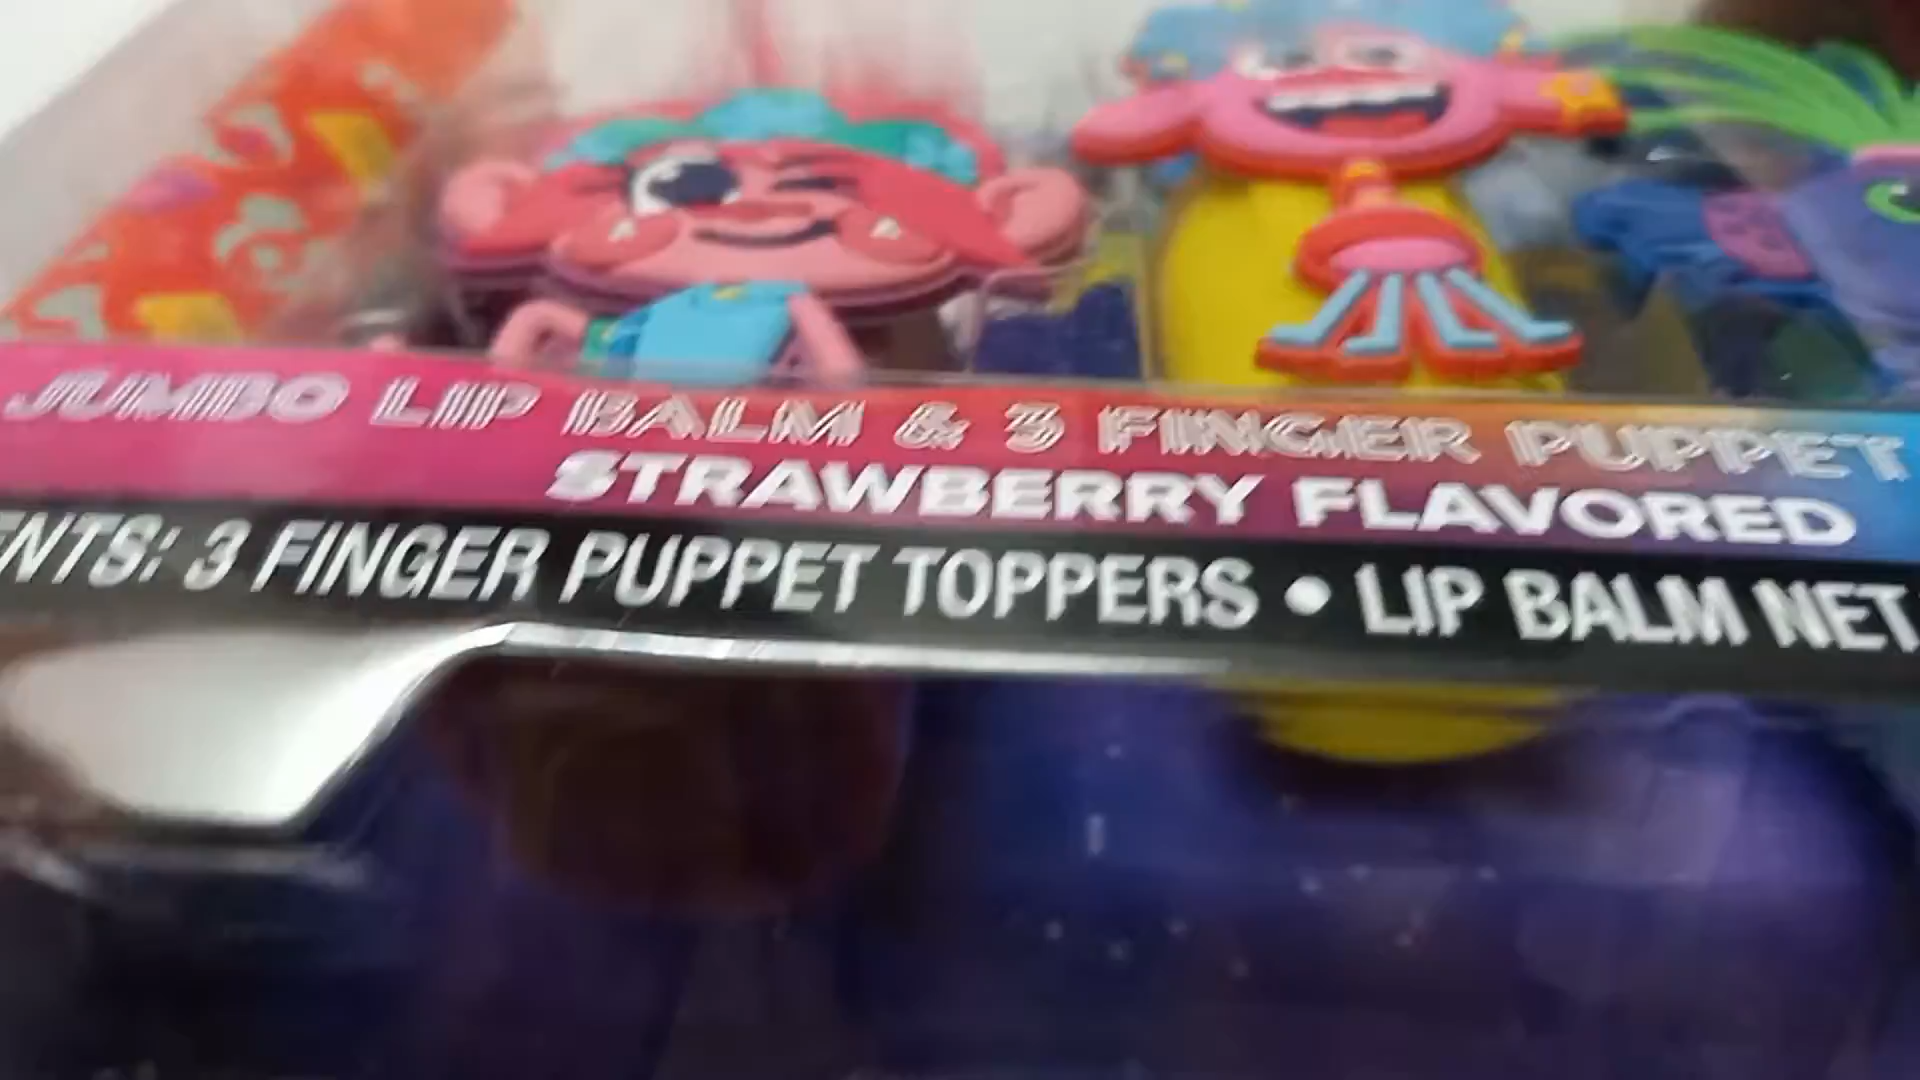 JUMBO LIP BALM & 3 FINGER PUPPET
STRAWBERRY FLAVORED
ENTS: 3 FINGER PUPPET TOPPERS • LIP BALM NET